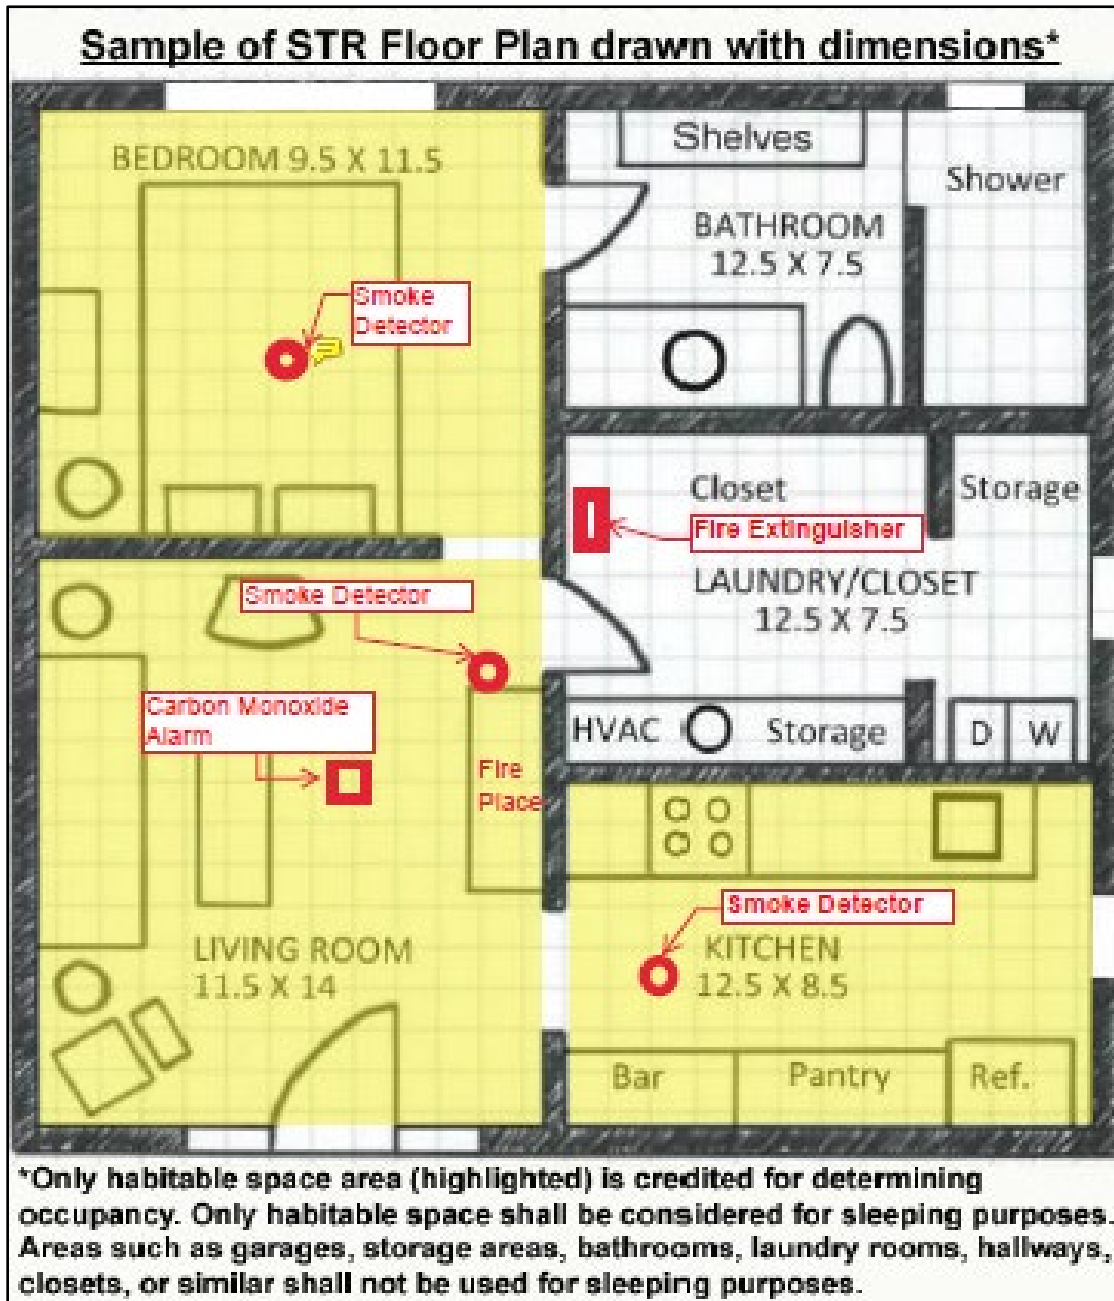 Sample of STR Floor Plan drawn with dimensions*
BEDROOM 9.5 X 11.5
Smoke
Detector
Shelves
Shower
BATHROOM
12.5 X 7.5
Closet
Storage
Fire Extinguisher
LAUNDRY/CLOSET
12.5 X 7.5
HVAC
Storage
D
W
Smoke Detector
Carbon Monoxide
Alarm
Fire
Place
LIVING ROOM
11.5 X 14
Smoke Detector
KITCHEN
12.5 X 8.5
Bar
Pantry
Ref.
*Only habitable space area (highlighted) is credited for determining
occupancy. Only habitable space shall be considered for sleeping purposes.
Areas such as garages, storage areas, bathrooms, laundry rooms, hallways,
closets, or similar shall not be used for sleeping purposes.